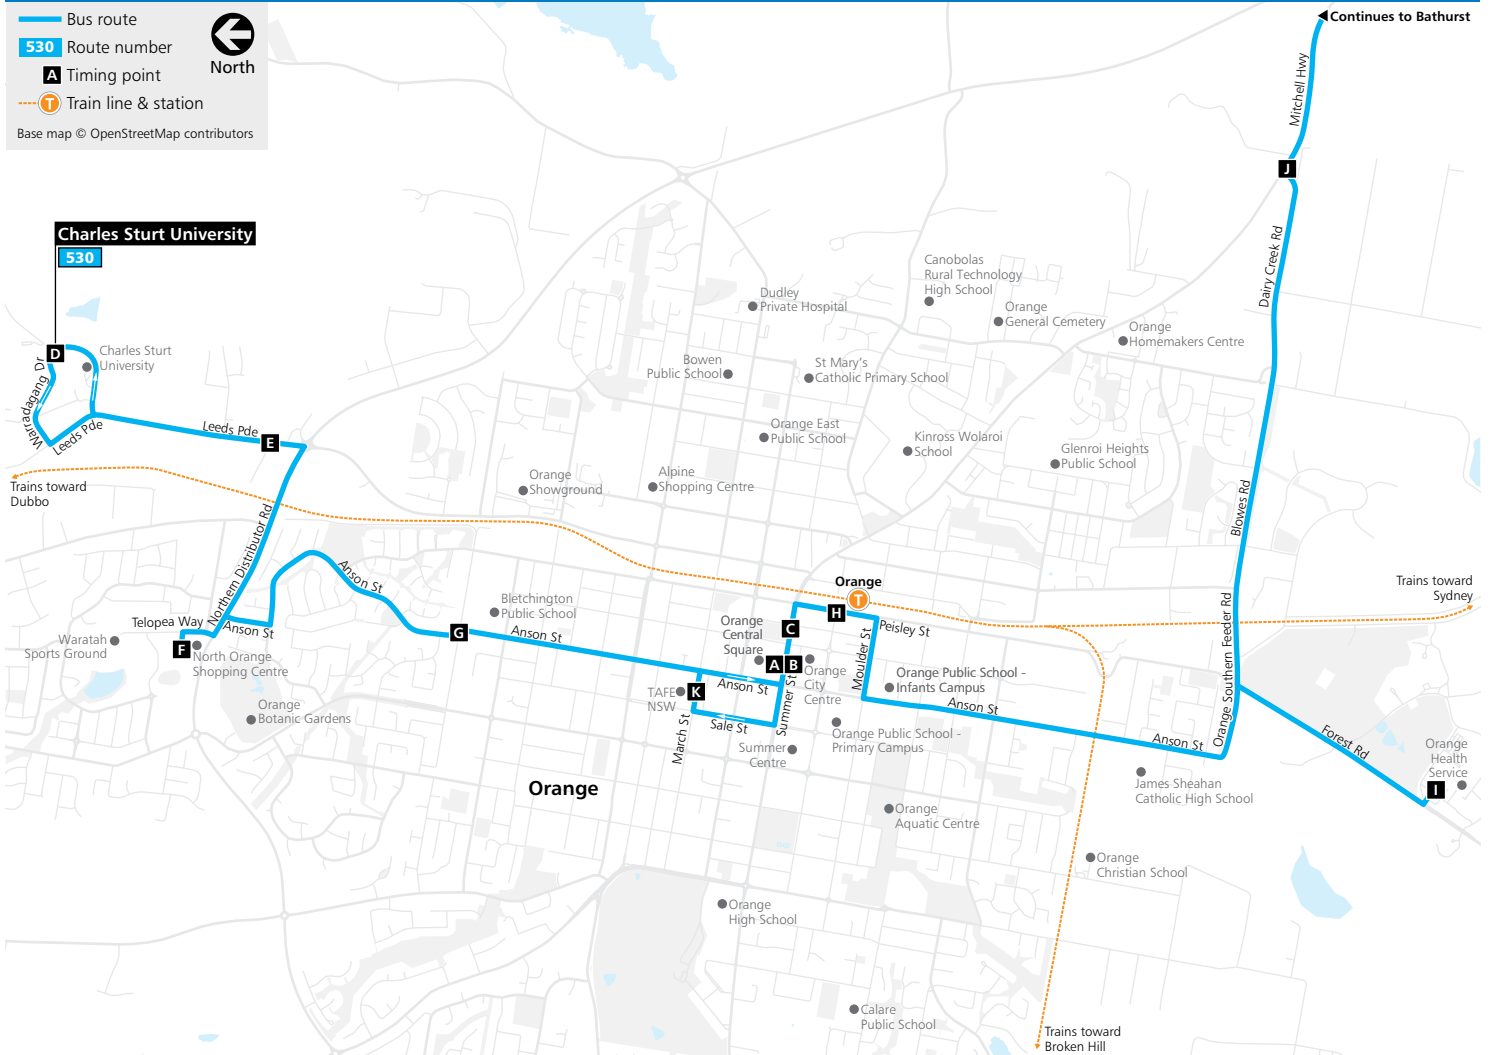 Bus route
530 Route number
A Timing point
T Train line & station
Base map © OpenStreetMap contributors
North
Continues to Bathurst
Mitchell Hwy
J
Dairy Creek Rd
Charles Sturt University
530
D
Charles Sturt
University
Warradagang Dr
Leeds Pde
Leeds Pde
E
Trains toward
Dubbo
Northern Distributor Rd
Telopea Way
Anson St
F
Waratah
Sports Ground
North Orange
Shopping Centre
Orange
Botanic Gardens
Anson St
G
Bletchington
Public School
Anson St
Orange
Showground
Alpine
Shopping Centre
Dudley
Private Hospital
Bowen
Public School
St Mary's
Catholic Primary School
Orange East
Public School
Canobolas
Rural Technology
High School
Orange
General Cemetery
Orange
Homemakers Centre
Kinross Wolaroi
School
Glenroi Heights
Public School
Blowes Rd
Orange
T
H
C
Orange
Central
Square
A
B
Orange
City
Centre
Peisley St
Moulder St
TAFE
NSW
K
Anson St
Sale St
March St
Summer St
Summer
Centre
Orange Public School -
Infants Campus
Anson St
Orange Public School -
Primary Campus
Anson St
Orange Southern Feeder Rd
Trains toward
Sydney
Forest Rd
Orange
Health
Service
I
James Sheahan
Catholic High School
Orange
Orange
Aquatic Centre
Orange
Christian School
Orange
High School
Calare
Public School
Trains toward
Broken Hill